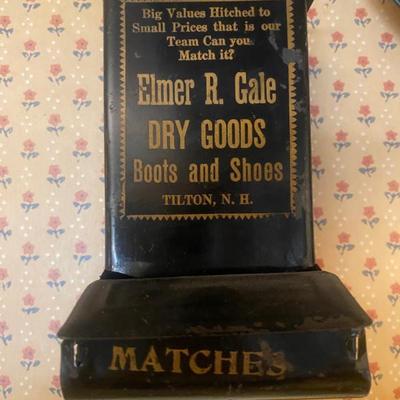 Big Values Hitched to
Small Prices that is our
Team Can you
Match it?
Elmer R. Gale
DRY GOODS
Boots and Shoes
TILTON, N. H.
MATCHES